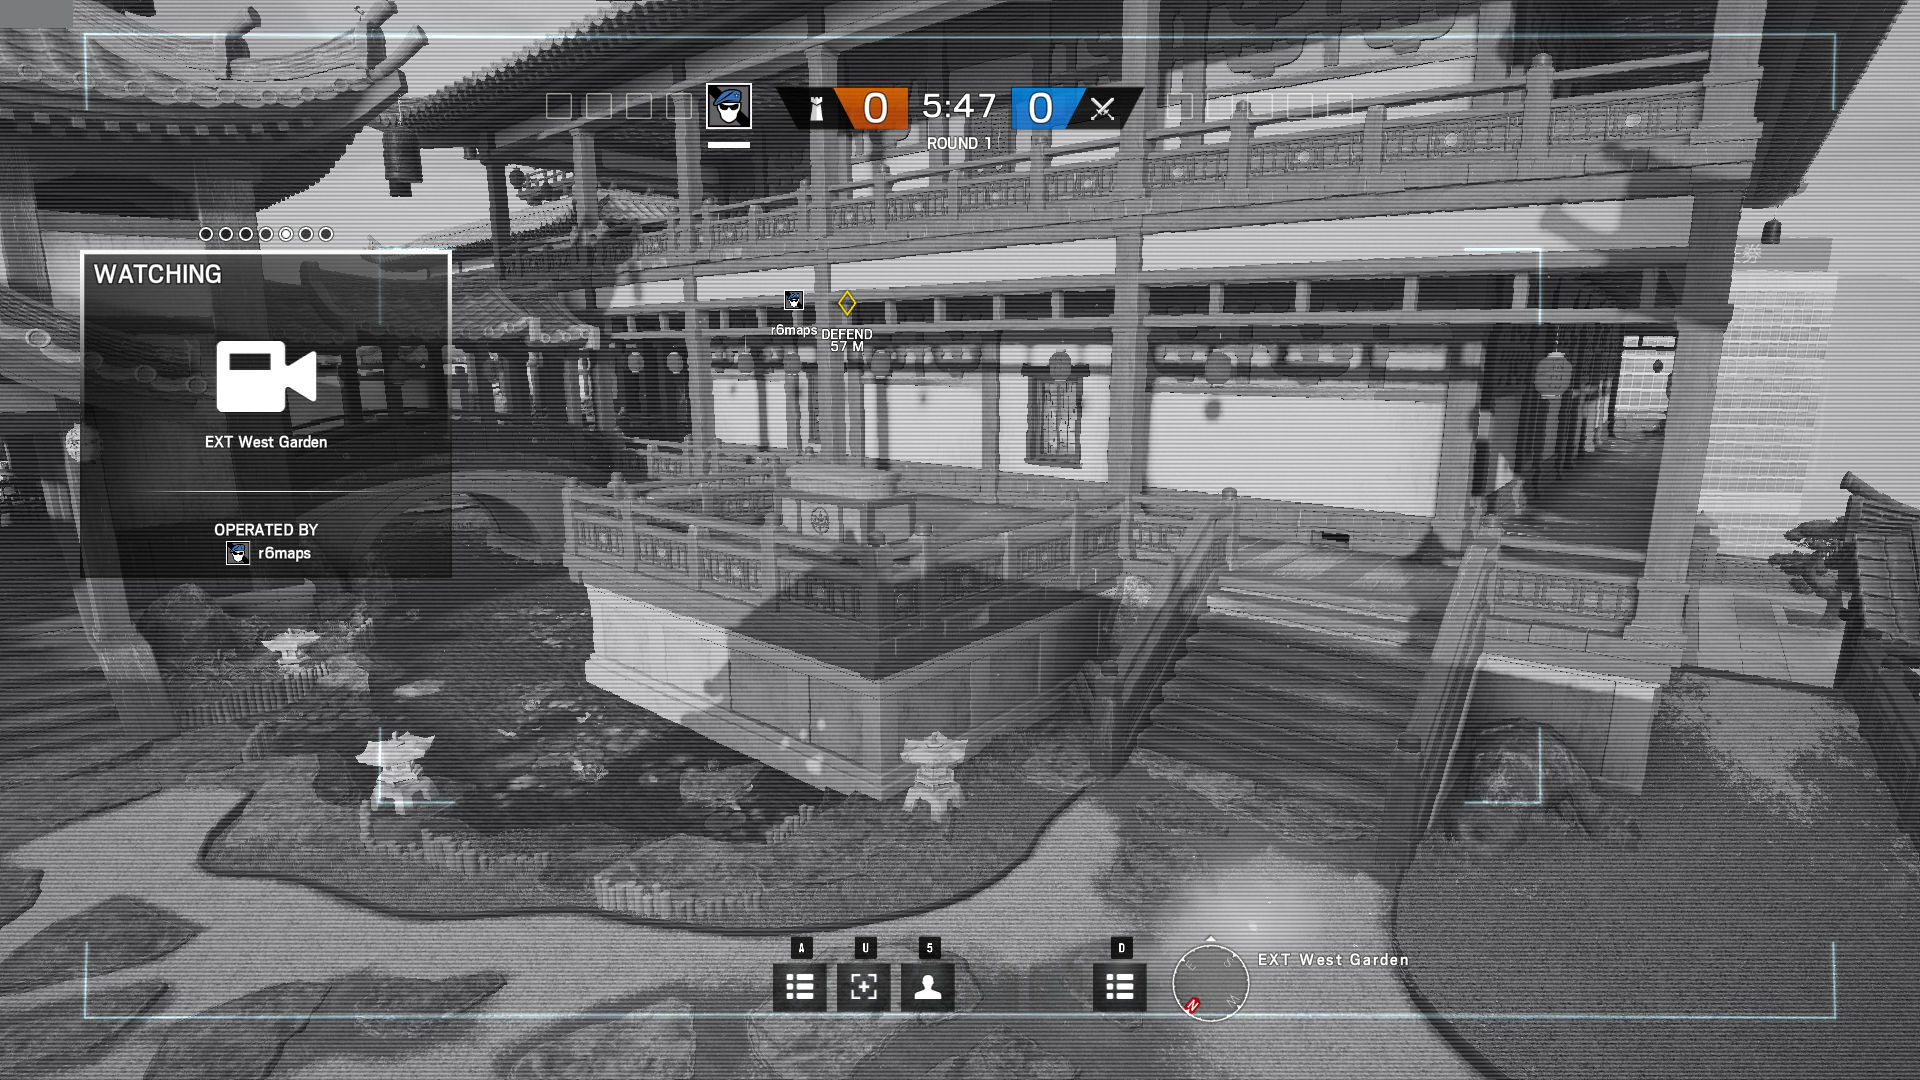 0 5:47 0
ROUND 1
WATCHING
EXT West Garden
OPERATED BY
r6maps
r6maps
DEFEND
57 M
A U 5 D
EXT West Garden
N